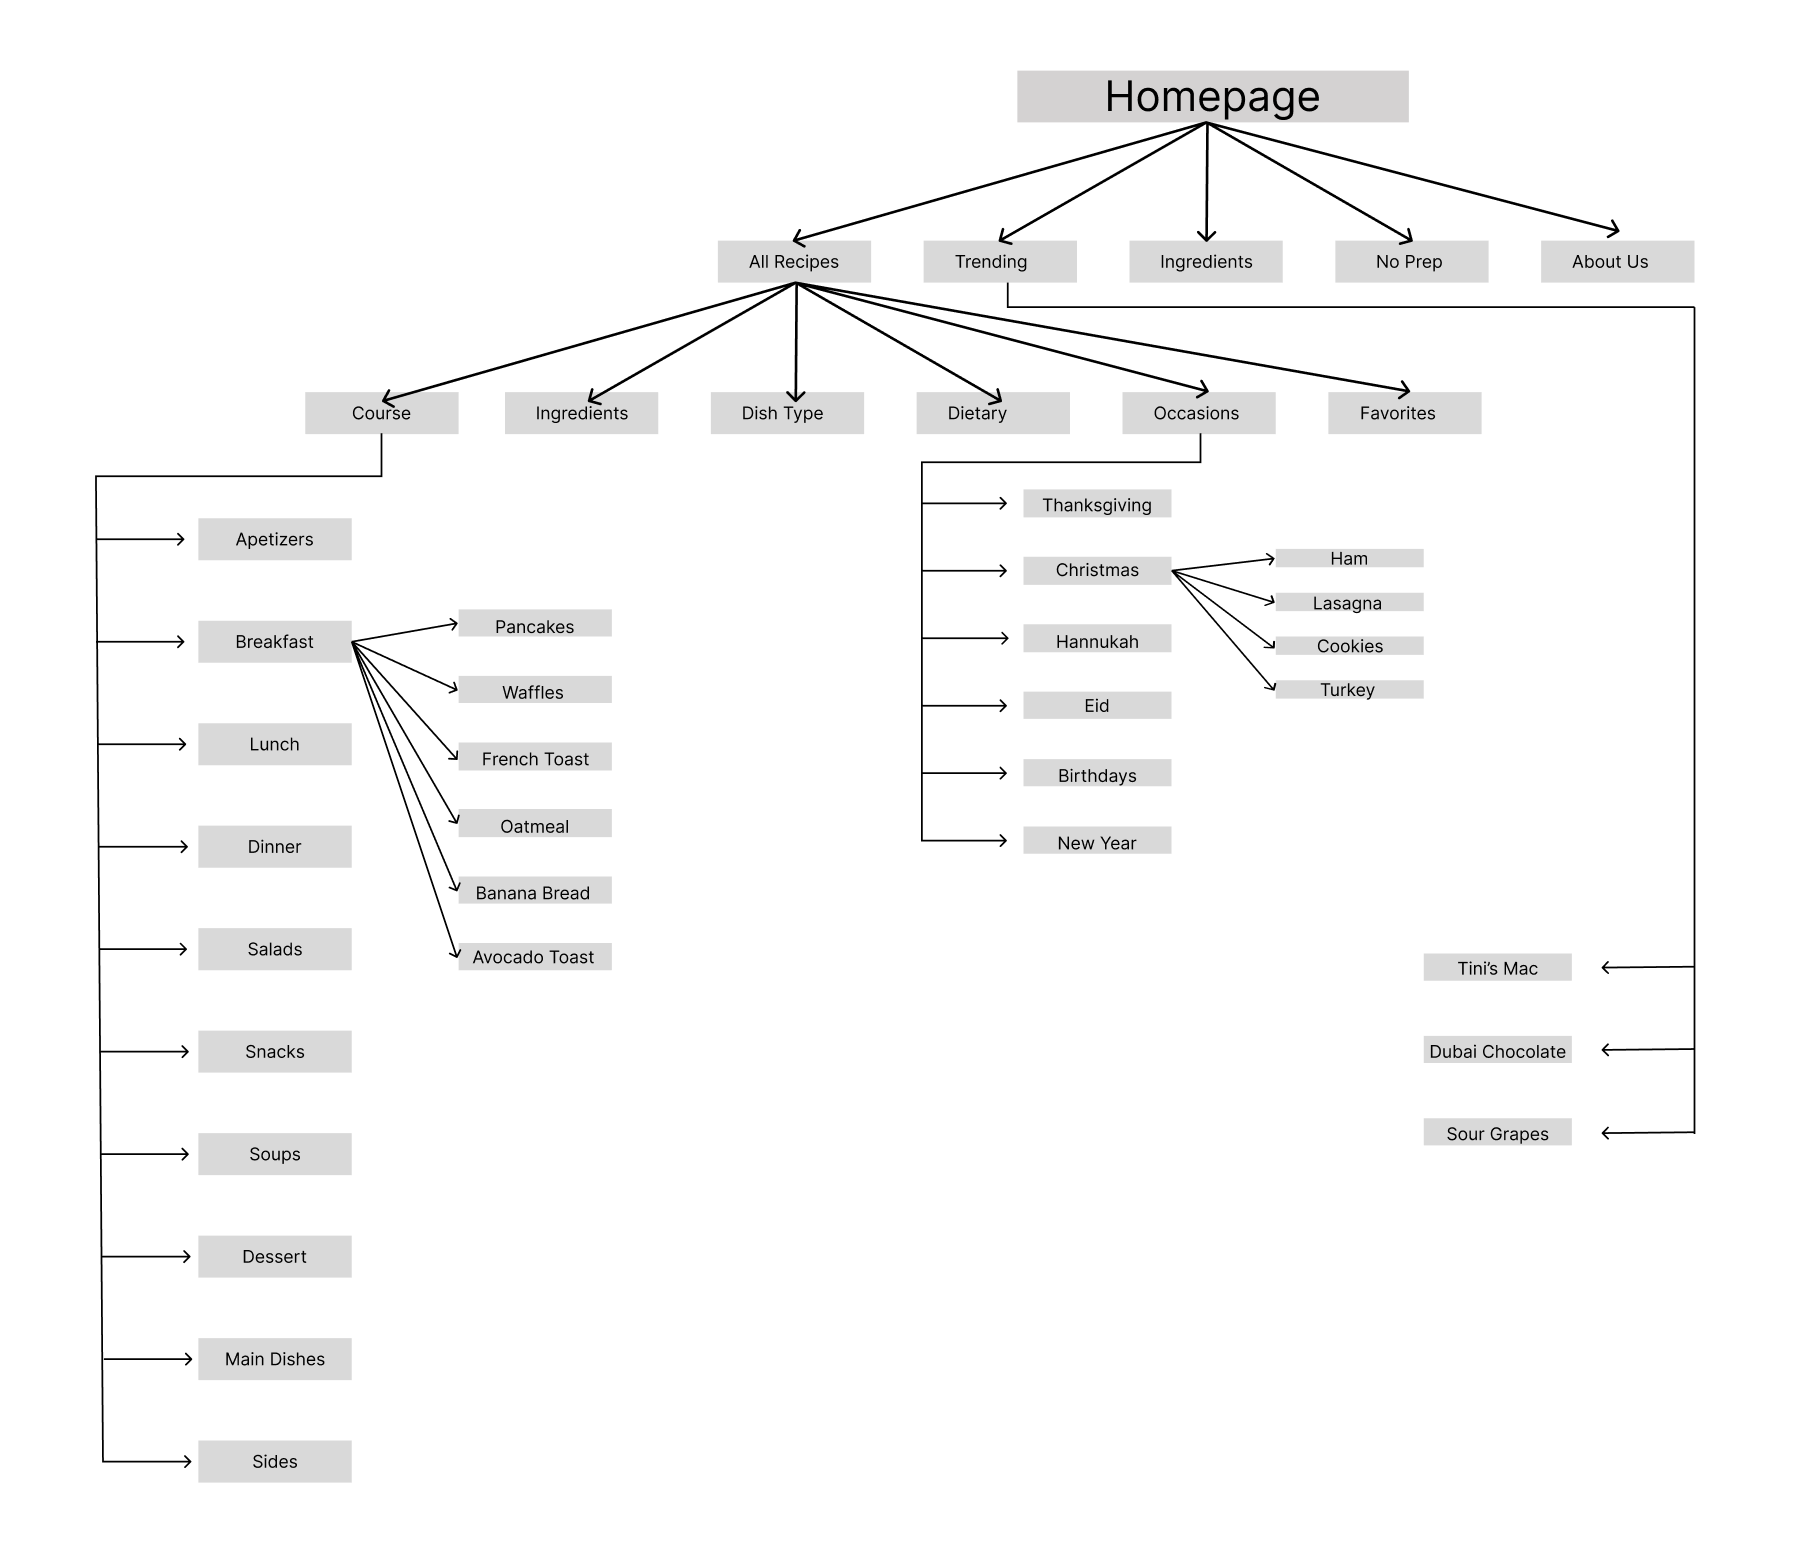 Homepage
All Recipes
Trending
Ingredients
No Prep
About Us
Course
Ingredients
Dish Type
Dietary
Occasions
Favorites
Apetizers
Breakfast
Pancakes
Waffles
French Toast
Oatmeal
Banana Bread
Avocado Toast
Lunch
Dinner
Salads
Snacks
Soups
Dessert
Main Dishes
Sides
Thanksgiving
Christmas
Ham
Lasagna
Cookies
Turkey
Hannukah
Eid
Birthdays
New Year
Tini’s Mac
Dubai Chocolate
Sour Grapes